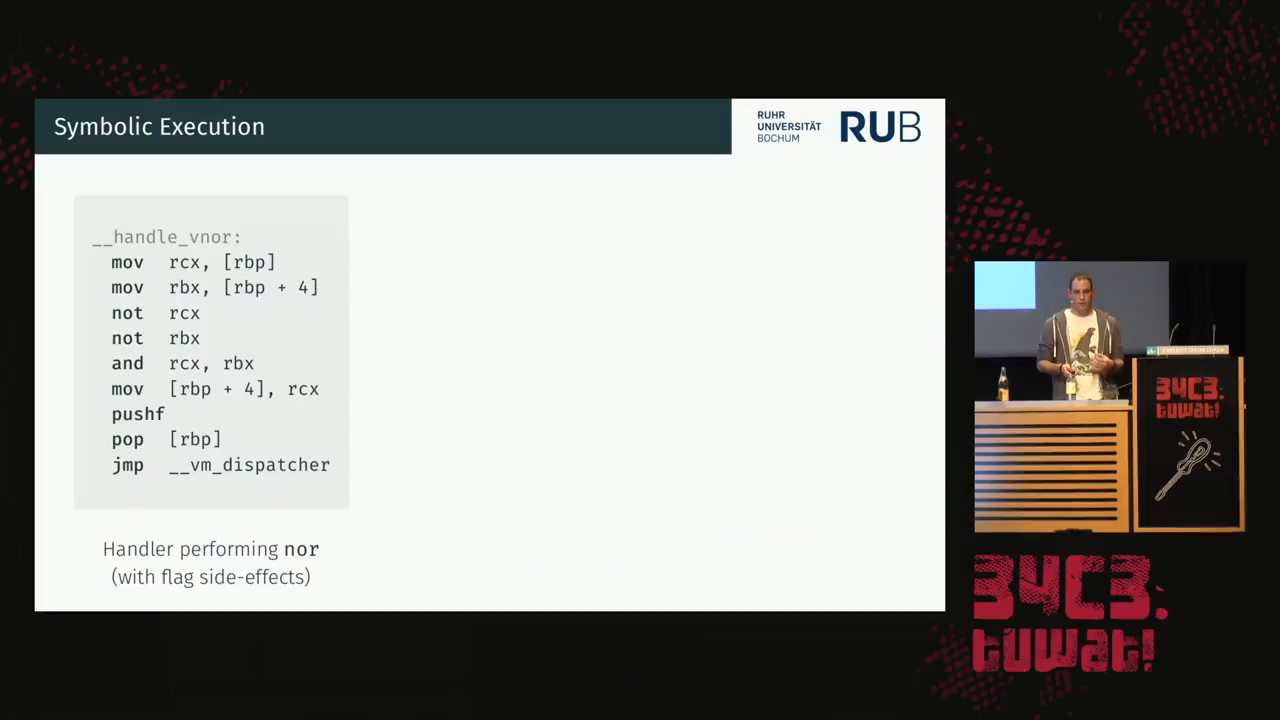 Symbolic Execution
RUHR
UNIVERSITÄT
BOCHUM
RUB
__handle_vnor:
mov rcx, [rbp]
mov rbx, [rbp + 4]
not rcx
not rbx
and rcx, rbx
mov [rbp + 4], rcx
pushf
pop [rbp]
jmp __vm_dispatcher
Handler performing nor
(with flag side-effects)
34C3.
tuwat!
34C3.
tuwat!